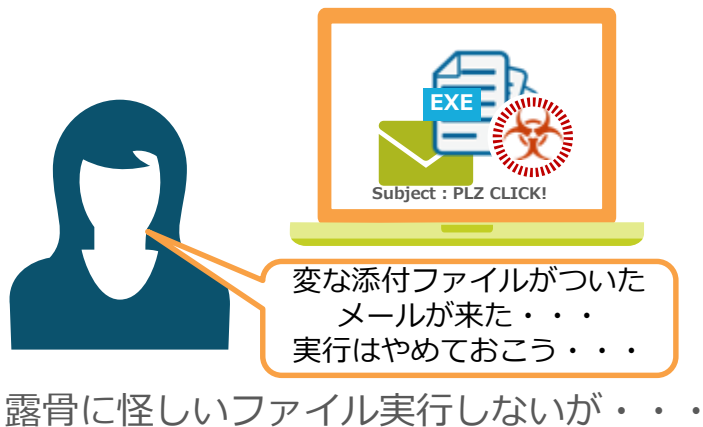 EXE
Subject : PLZ CLICK!
変な添付ファイルがついた
メールが来た・・・
実行はやめておこう・・・
露骨に怪しいファイル実行しないが・・・